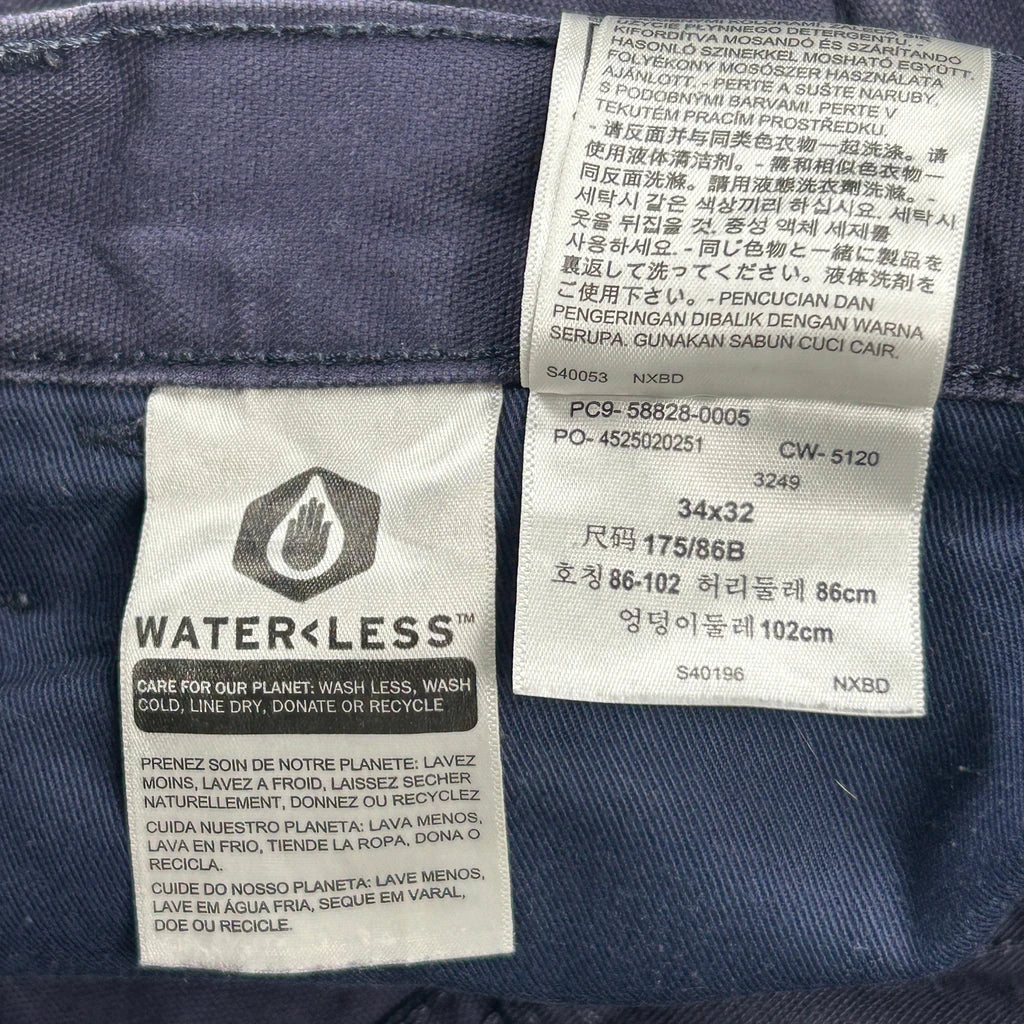 WATER<LESS™
CARE FOR OUR PLANET: WASH LESS, WASH
COLD, LINE DRY, DONATE OR RECYCLE
PRENEZ SOIN DE NOTRE PLANETE: LAVEZ
MOINS, LAVEZ A FROID, LAISSEZ SECHER
NATURELLEMENT, DONNEZ OU RECYCLEZ
CUIDA NUESTRO PLANETA: LAVA MENOS,
LAVA EN FRIO, TIENDE LA ROPA, DONA O
RECICLA.
CUIDE DO NOSSO PLANETA: LAVE MENOS,
LAVE EM ÁGUA FRIA, SEQUE EM VARAL,
DOE OU RECICLE.
KOLORAMI
UŻYCIE PŁYNNEGO DETERGENTU. -
KIFORDÍTVA MOSANDÓ ÉS SZÁRÍTANDÓ
HASONLÓ SZINEKKEL MOSHATÓ EGYÜTT.
FOLYÉKONY MOSÓSZER HASZNÁLATA
AJÁNLOTT. - PERTE A SUŠTE NARUBY,
S PODOBNÝMI BARVAMI. PERTE V
TEKUTÉM PRACÍM PROSTŘEDKU.
- 请反面并与同类色衣物一起洗涤。请
使用液体清洁剂。- 需和相似色衣物一
同反面洗滌。請用液態洗衣劑洗滌。-
세탁시 같은 색상끼리 하십시요. 세탁시
옷을 뒤집을 것. 중성 액체 세제를
사용하세요. - 同じ色物と一緒に製品を
裏返して洗ってください。液体洗剤を
ご使用下さい。- PENCUCIAN DAN
PENGERINGAN DIBALIK DENGAN WARNA
SERUPA. GUNAKAN SABUN CUCI CAIR.
S40053 NXBD
PC9- 58828-0005
PO- 4525020251 CW- 5120
3249
34x32
尺码 175/86B
호칭 86-102 허리둘레 86cm
엉덩이둘레 102cm
S40196 NXBD